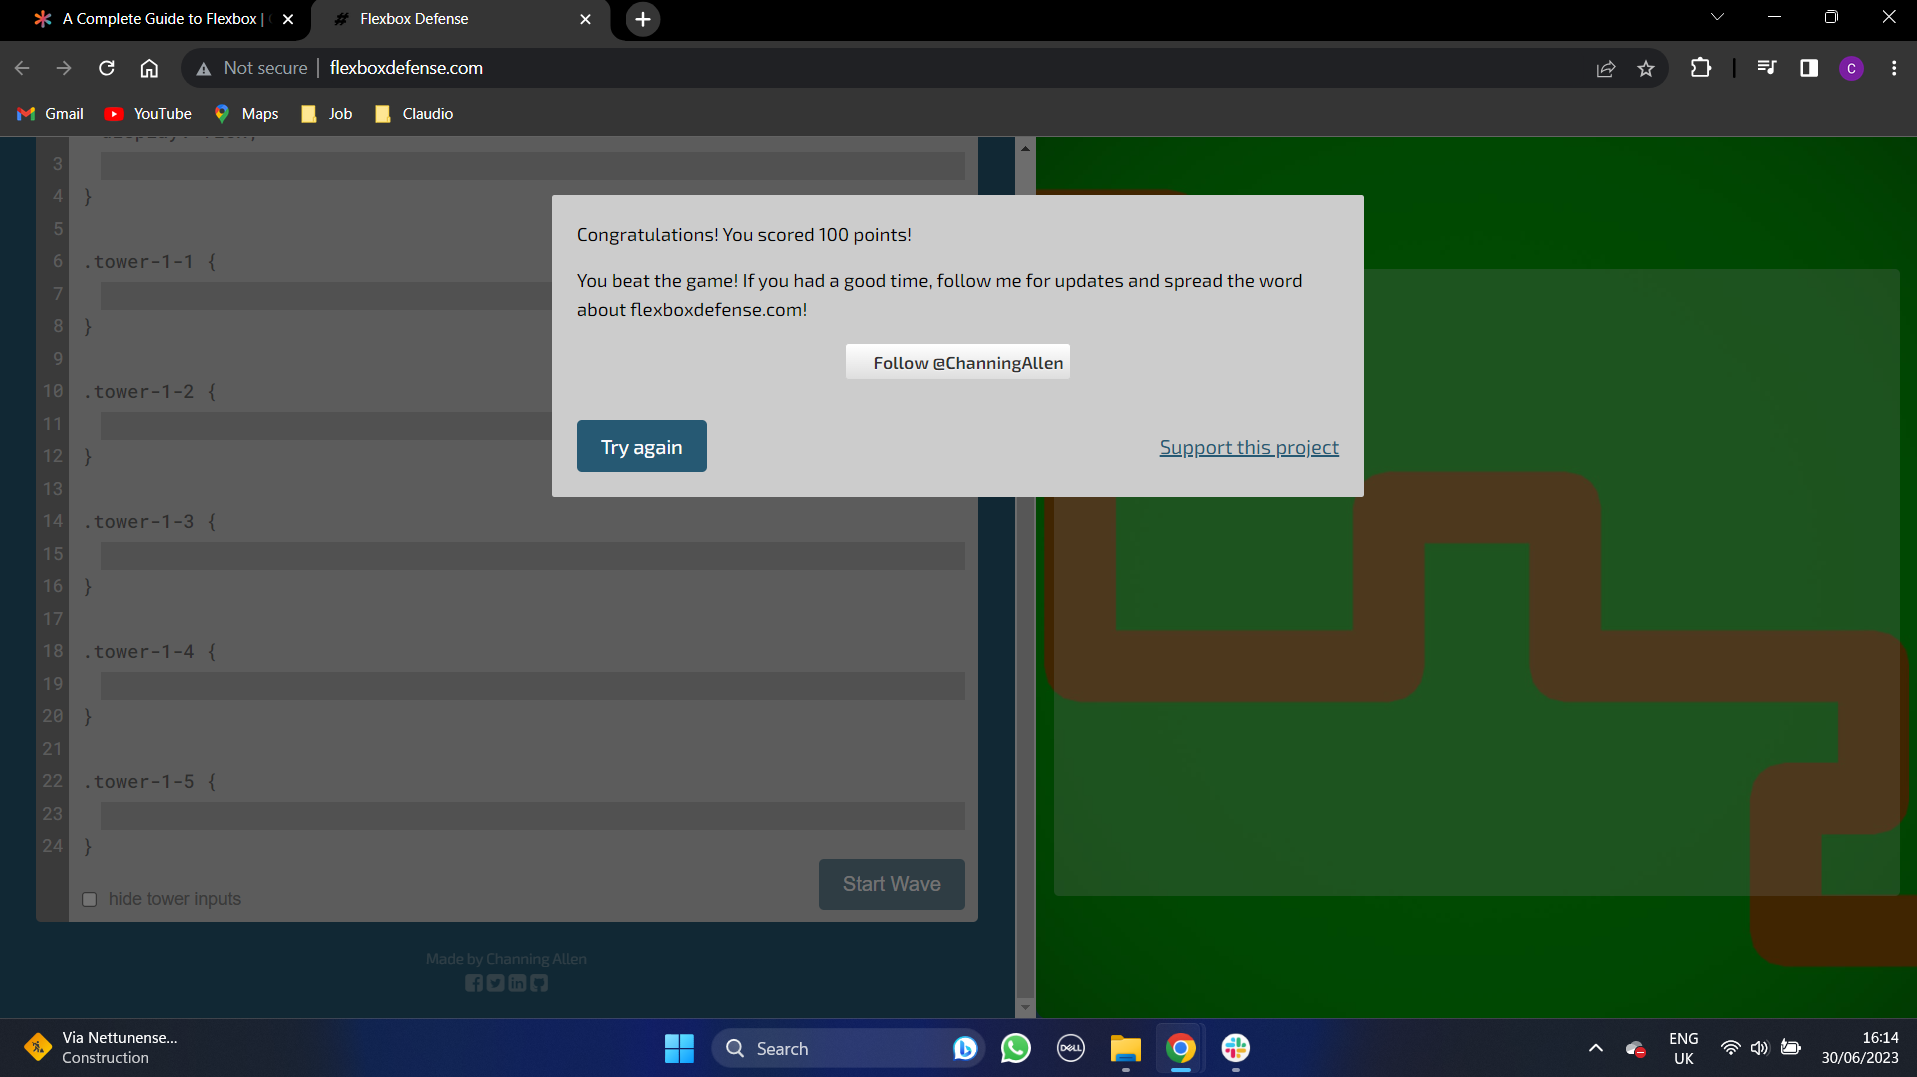 A Complete Guide to Flexbox |
Flexbox Defense
Not secure
flexboxdefense.com
C
Gmail
YouTube
Maps
Job
Claudio
3
4 }
5
6 .tower-1-1 {
7
8 }
9
10 .tower-1-2 {
11
12 }
13
14 .tower-1-3 {
15
16 }
17
18 .tower-1-4 {
19
20 }
21
22 .tower-1-5 {
23
24 }
hide tower inputs
Start Wave
Made by Channing Allen
Congratulations! You scored 100 points!
You beat the game! If you had a good time, follow me for updates and spread the word
about flexboxdefense.com!
Follow @ChanningAllen
Try again
Support this project
Via Nettunense...
Construction
Search
DELL
ENG
UK
16:14
30/06/2023